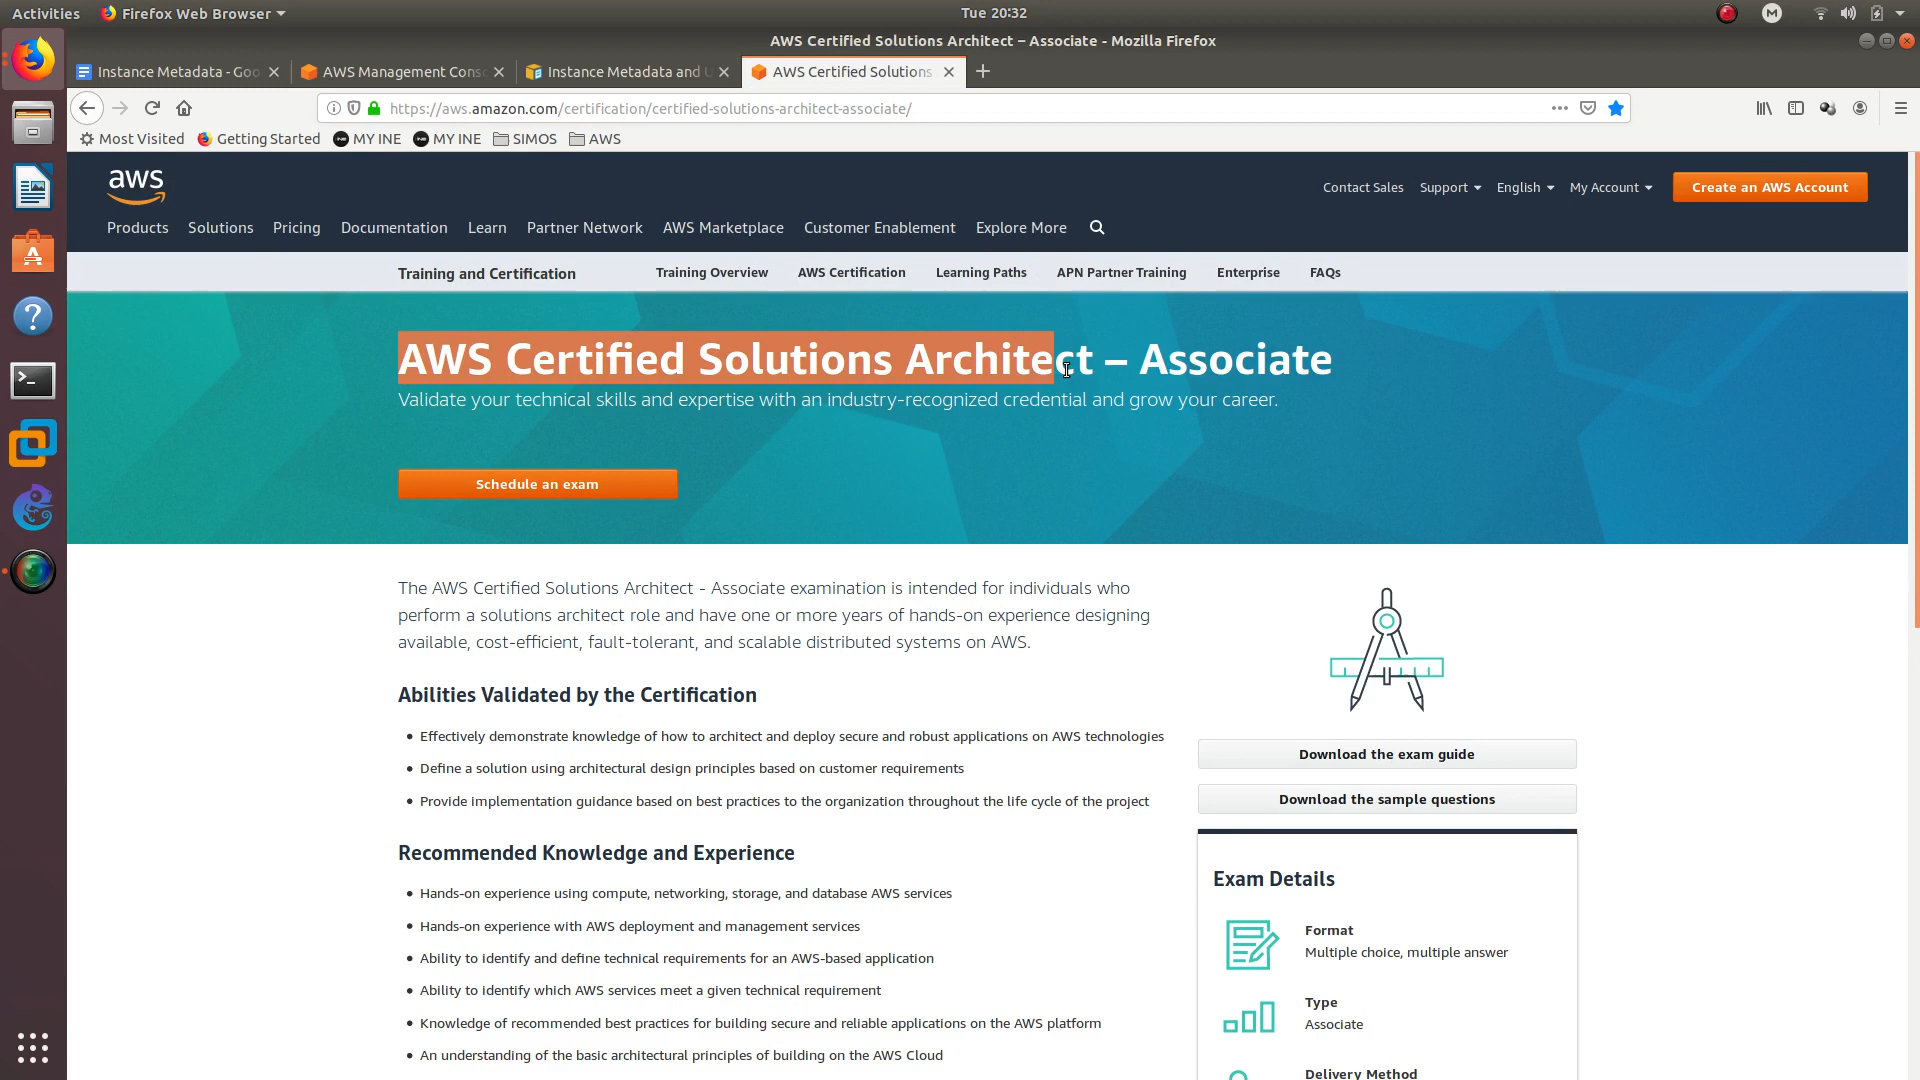 Activities
Firefox Web Browser
Tue 20:32
M
AWS Certified Solutions Architect – Associate - Mozilla Firefox
Instance Metadata - Goo
AWS Management Cons
Instance Metadata and U
AWS Certified Solutions
https://aws.amazon.com/certification/certified-solutions-architect-associate/
Most Visited
Getting Started
MY INE
MY INE
SIMOS
AWS
aws
Contact Sales
Support
English
My Account
Create an AWS Account
Products
Solutions
Pricing
Documentation
Learn
Partner Network
AWS Marketplace
Customer Enablement
Explore More
Training and Certification
Training Overview
AWS Certification
Learning Paths
APN Partner Training
Enterprise
FAQs
AWS Certified Solutions Architect – Associate
Validate your technical skills and expertise with an industry-recognized credential and grow your career.
Schedule an exam
The AWS Certified Solutions Architect - Associate examination is intended for individuals who
perform a solutions architect role and have one or more years of hands-on experience designing
available, cost-efficient, fault-tolerant, and scalable distributed systems on AWS.
Abilities Validated by the Certification
• Effectively demonstrate knowledge of how to architect and deploy secure and robust applications on AWS technologies
• Define a solution using architectural design principles based on customer requirements
• Provide implementation guidance based on best practices to the organization throughout the life cycle of the project
Recommended Knowledge and Experience
• Hands-on experience using compute, networking, storage, and database AWS services
• Hands-on experience with AWS deployment and management services
• Ability to identify and define technical requirements for an AWS-based application
• Ability to identify which AWS services meet a given technical requirement
• Knowledge of recommended best practices for building secure and reliable applications on the AWS platform
• An understanding of the basic architectural principles of building on the AWS Cloud
Download the exam guide
Download the sample questions
Exam Details
Format
Multiple choice, multiple answer
Type
Associate
Delivery Method